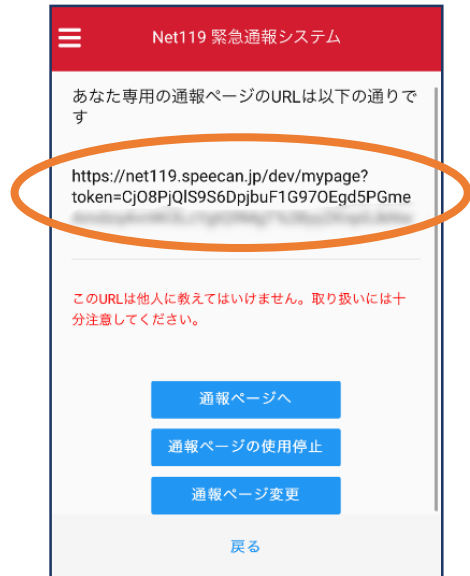 Net119 緊急通報システム
あなた専用の通報ページのURLは以下の通りで
す
https://net119.speecan.jp/dev/mypage?
token=CjO8PjQlS9S6DpjbuF1G97OEgd5PGme
このURLは他人に教えてはいけません。取り扱いには十
分注意してください。
通報ページへ
通報ページの使用停止
通報ページ変更
戻る